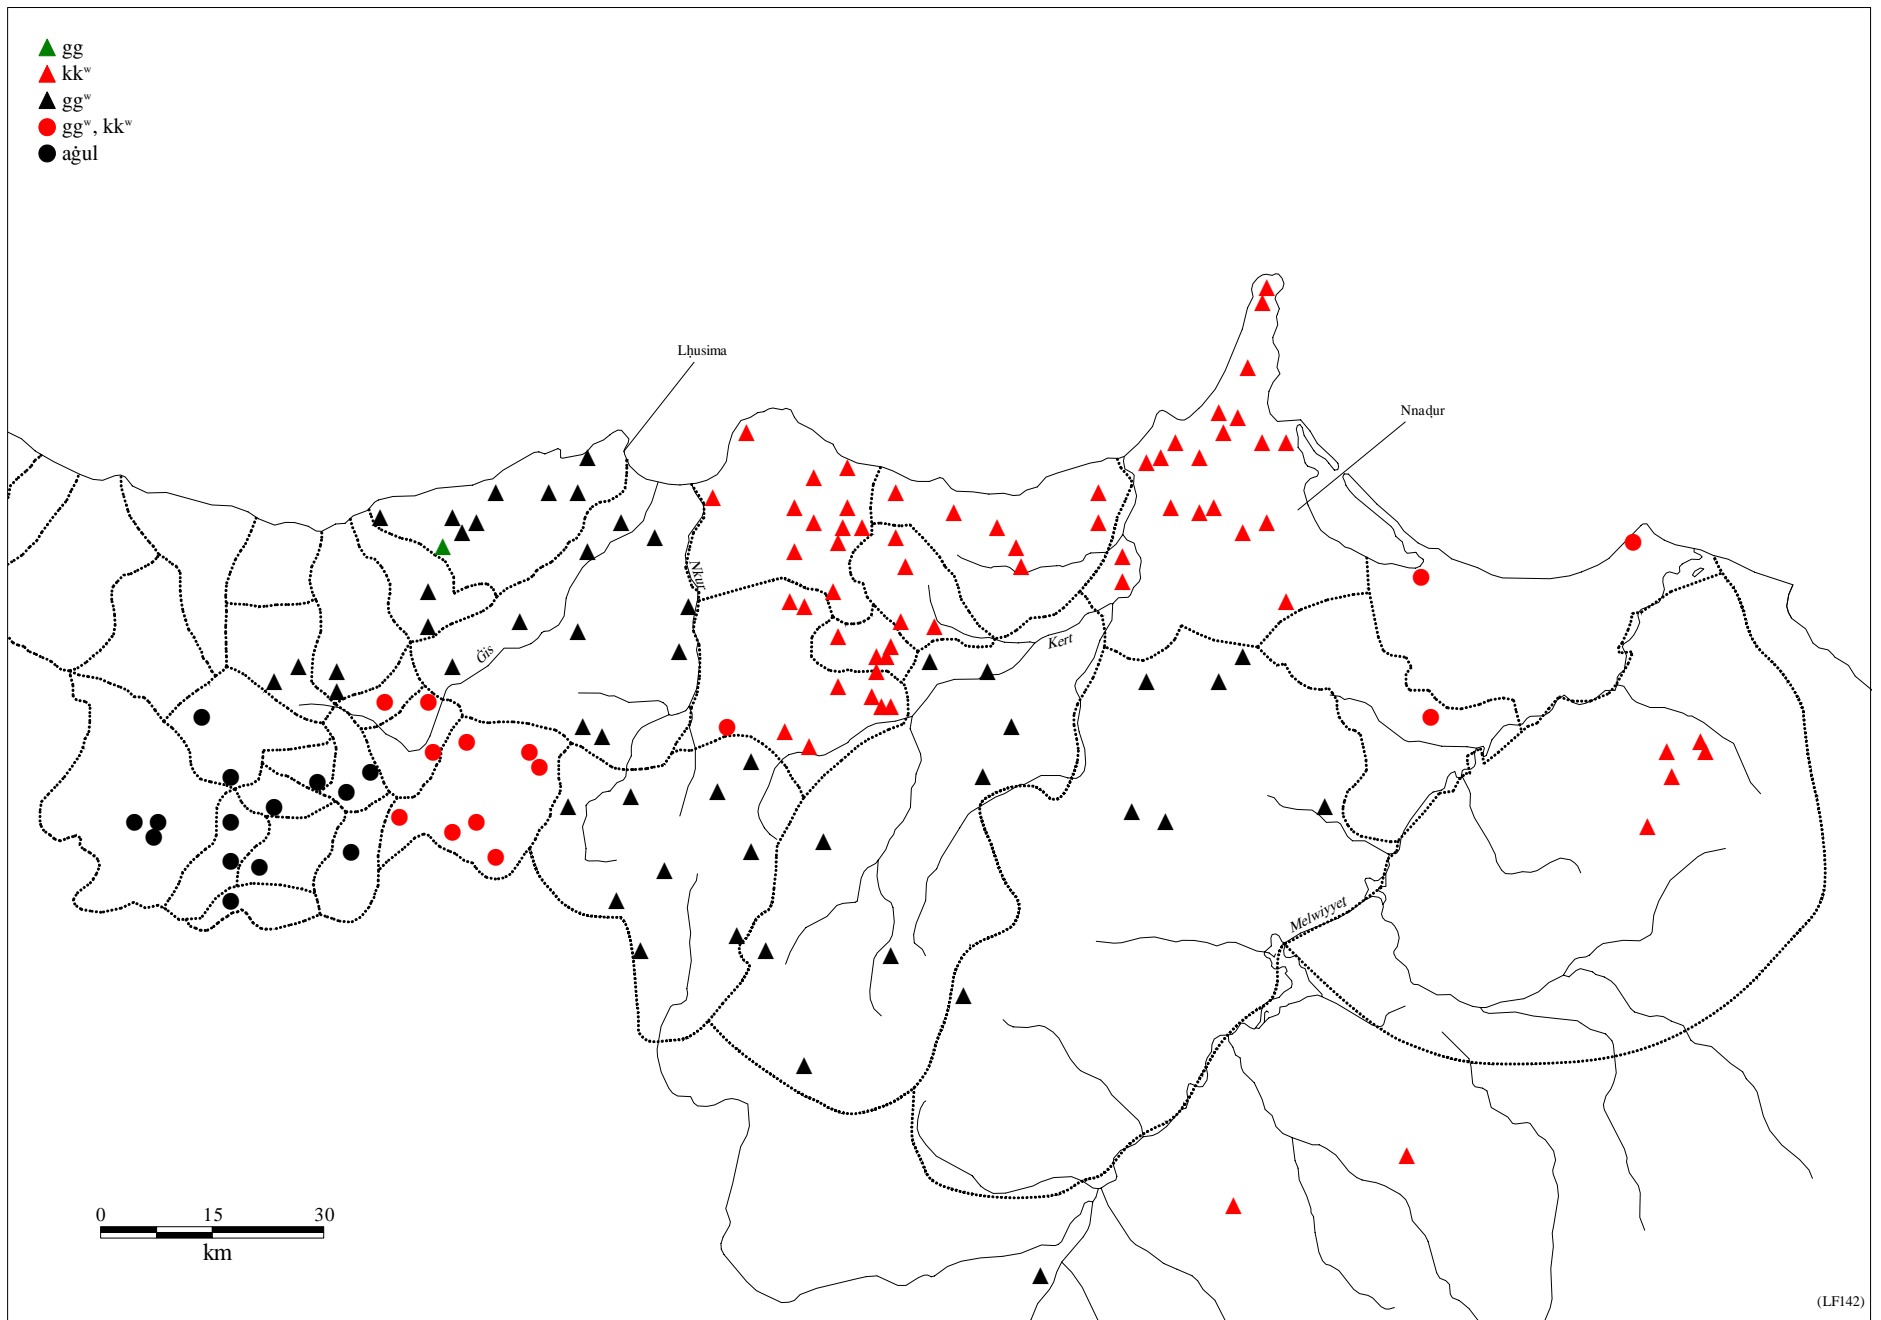 gg
kkʷ
ggʷ
ggʷ, kkʷ
aġul
Lḥusima
Nnaḍur
Nkur
Ġis
Kert
Melwiyyet
0 15 30
km
(LF142)